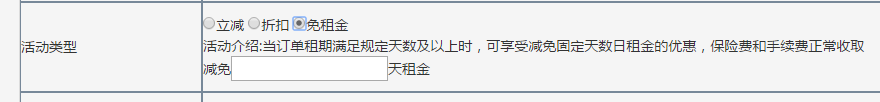 活动类型
立减 折扣 免租金
活动介绍:当订单租期满足规定天数及以上时，可享受减免固定天数日租金的优惠，保险费和手续费正常收取
减免 天租金